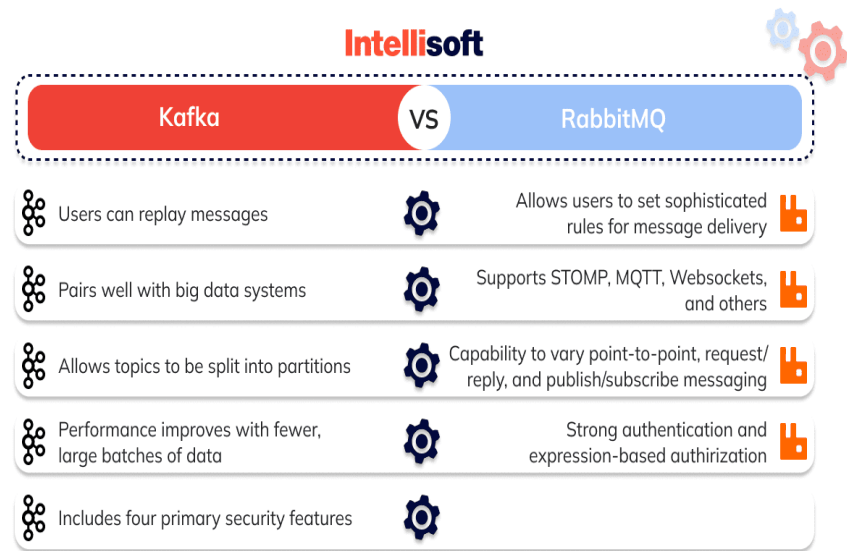 Intellisoft
Kafka VS RabbitMQ
Users can replay messages
Allows users to set sophisticated
rules for message delivery
Pairs well with big data systems
Supports STOMP, MQTT, Websockets,
and others
Allows topics to be split into partitions
Capability to vary point-to-point, request/
reply, and publish/subscribe messaging
Performance improves with fewer,
large batches of data
Strong authentication and
expression-based authirization
Includes four primary security features